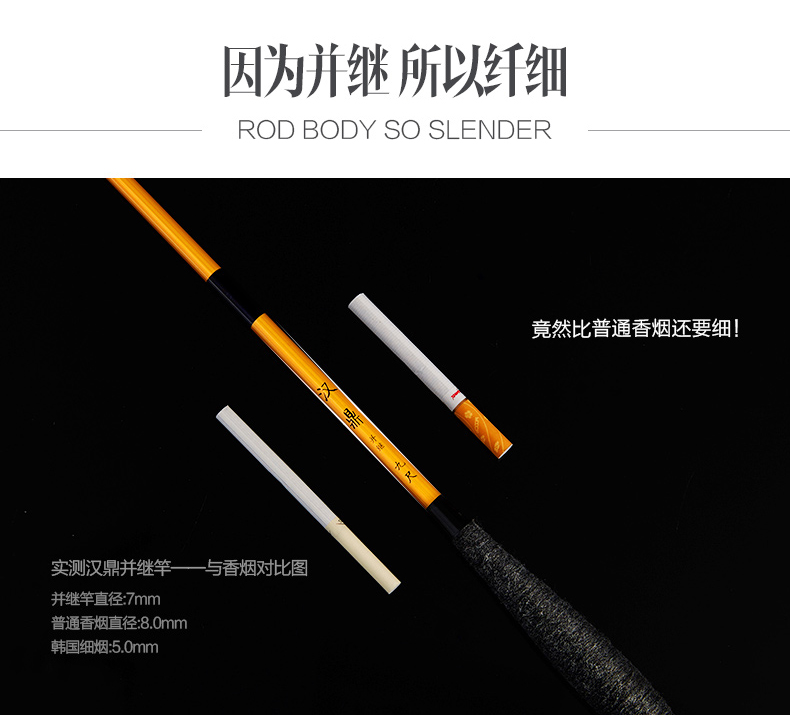 因为并继 所以纤细
ROD BODY SO SLENDER
竟然比普通香烟还要细!
汉鼎
并继
九尺
实测汉鼎并继竿——与香烟对比图
并继竿直径:7mm
普通香烟直径:8.0mm
韩国细烟:5.0mm